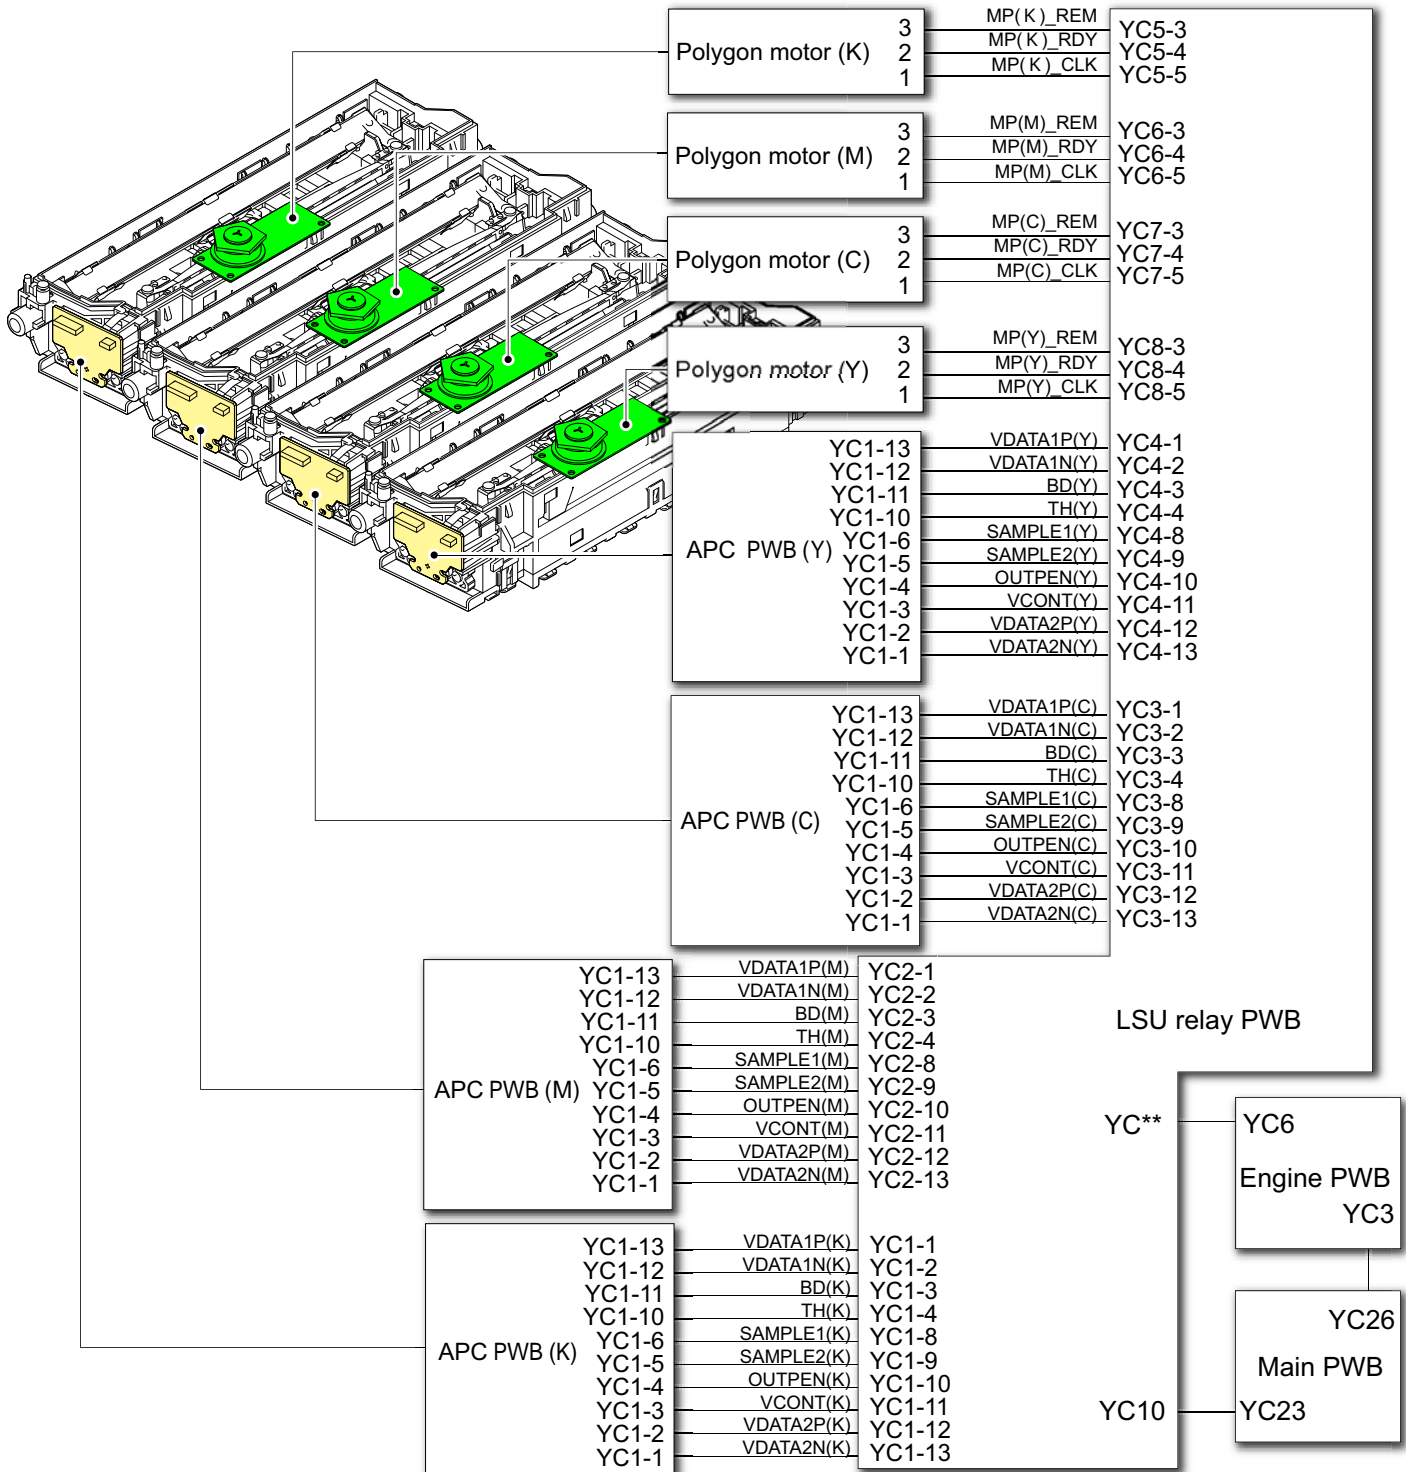 Polygon motor (K)
3 MP(K)_REM YC5-3
2 MP(K)_RDY YC5-4
1 MP(K)_CLK YC5-5
Polygon motor (M)
3 MP(M)_REM YC6-3
2 MP(M)_RDY YC6-4
1 MP(M)_CLK YC6-5
Polygon motor (C)
3 MP(C)_REM YC7-3
2 MP(C)_RDY YC7-4
1 MP(C)_CLK YC7-5
Polygon motor (Y)
3 MP(Y)_REM YC8-3
2 MP(Y)_RDY YC8-4
1 MP(Y)_CLK YC8-5
APC PWB (Y)
YC1-13 VDATA1P(Y) YC4-1
YC1-12 VDATA1N(Y) YC4-2
YC1-11 BD(Y) YC4-3
YC1-10 TH(Y) YC4-4
YC1-6 SAMPLE1(Y) YC4-8
YC1-5 SAMPLE2(Y) YC4-9
YC1-4 OUTPEN(Y) YC4-10
YC1-3 VCONT(Y) YC4-11
YC1-2 VDATA2P(Y) YC4-12
YC1-1 VDATA2N(Y) YC4-13
APC PWB (C)
YC1-13 VDATA1P(C) YC3-1
YC1-12 VDATA1N(C) YC3-2
YC1-11 BD(C) YC3-3
YC1-10 TH(C) YC3-4
YC1-6 SAMPLE1(C) YC3-8
YC1-5 SAMPLE2(C) YC3-9
YC1-4 OUTPEN(C) YC3-10
YC1-3 VCONT(C) YC3-11
YC1-2 VDATA2P(C) YC3-12
YC1-1 VDATA2N(C) YC3-13
APC PWB (M)
YC1-13 VDATA1P(M) YC2-1
YC1-12 VDATA1N(M) YC2-2
YC1-11 BD(M) YC2-3
YC1-10 TH(M) YC2-4
YC1-6 SAMPLE1(M) YC2-8
YC1-5 SAMPLE2(M) YC2-9
YC1-4 OUTPEN(M) YC2-10
YC1-3 VCONT(M) YC2-11
YC1-2 VDATA2P(M) YC2-12
YC1-1 VDATA2N(M) YC2-13
APC PWB (K)
YC1-13 VDATA1P(K) YC1-1
YC1-12 VDATA1N(K) YC1-2
YC1-11 BD(K) YC1-3
YC1-10 TH(K) YC1-4
YC1-6 SAMPLE1(K) YC1-8
YC1-5 SAMPLE2(K) YC1-9
YC1-4 OUTPEN(K) YC1-10
YC1-3 VCONT(K) YC1-11
YC1-2 VDATA2P(K) YC1-12
YC1-1 VDATA2N(K) YC1-13
LSU relay PWB
YC** YC6
Engine PWB
YC3
YC26
Main PWB
YC10 YC23